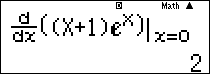 D Math ▲
d/dx((X+1)e^x)|x=0
2